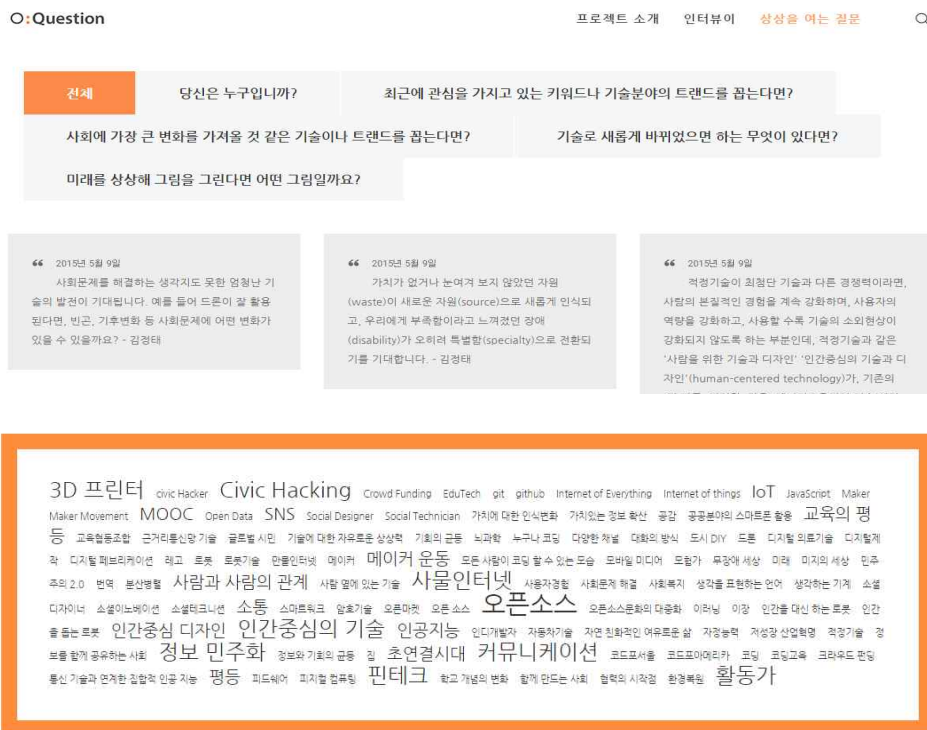 O:Question
프로젝트 소개 인터뷰이 상상을 여는 질문
전체 당신은 누구입니까? 최근에 관심을 가지고 있는 키워드나 기술분야의 트랜드를 꼽는다면?
사회에 가장 큰 변화를 가져올 것 같은 기술이나 트랜드를 꼽는다면? 기술로 새롭게 바뀌었으면 하는 무엇이 있다면?
미래를 상상해 그림을 그린다면 어떤 그림일까요?
“ 2015년 5월 9일
사회문제를 해결하는 생각지도 못한 엄청난 기
술의 발전이 기대됩니다. 예를 들어 드론이 잘 활용
된다면, 빈곤, 기후변화 등 사회문제에 어떤 변화가
있을 수 있을까요? - 김정태
“ 2015년 5월 9일
가치가 없거나 눈여겨 보지 않았던 자원
(waste)이 새로운 자원(source)으로 새롭게 인식되
고, 우리에게 부족함이라고 느껴졌던 장애
(disability)가 오히려 특별함(specialty)으로 전환되
기를 기대합니다. - 김정태
“ 2015년 5월 9일
적정기술이 최첨단 기술과 다른 경쟁력이라면,
사람의 본질적인 경험을 계속 강화하며, 사용자의
역량을 강화하고, 사용할 수록 기술의 소외현상이
강화되지 않도록 하는 부분인데, 적정기술과 같은
'사람을 위한 기술과 디자인' '인간중심의 기술과 디
자인'(human-centered technology)가, 기존의
3D 프린터 civic Hacker Civic Hacking Crowd Funding EduTech git github Internet of Everything Internet of things IoT JavaScript Maker
Maker Movement MOOC Open Data SNS Social Designer Social Technician 가치에 대한 인식변화 가치있는 정보 확산 공감 공공분야의 스마트폰 활용 교육의 평
등 교육협동조합 근거리통신망 기술 글로벌 시민 기술에 대한 자유로운 상상력 기회의 균등 뇌과학 누구나 코딩 다양한 채널 대화의 방식 도시 DIY 드론 디지털 의료기술 디지털제
작 디지털 페브리케이션 레고 로봇 로봇기술 만물인터넷 메이커 메이커 운동 모든 사람이 코딩 할 수 있는 모습 모바일 미디어 모험가 무장애 세상 미래 미지의 세상 민주
주의 2.0 번역 분산병렬 사람과 사람의 관계 사람 옆에 있는 기술 사물인터넷 사용자경험 사회문제 해결 사회복지 생각을 표현하는 언어 생각하는 기계 소셜
디자이너 소셜이노베이션 소셜테크니션 소통 스마트워크 암호기술 오픈마켓 오픈 소스 오픈소스 오픈소스문화의 대중화 이러닝 이장 인간을 대신 하는 로봇 인간
을 돕는 로봇 인간중심 디자인 인간중심의 기술 인공지능 인디개발자 자동차기술 자연 친화적인 여유로운 삶 자정능력 저성장 산업혁명 적정기술 정
보를 함께 공유하는 사회 정보 민주화 정보와 기회의 균등 집 초연결시대 커뮤니케이션 코드포서울 코드포아메리카 코딩 코딩교육 크라우드 펀딩
통신 기술과 연계한 집합적 인공 지능 평등 피드쉐어 피지컬 컴퓨팅 핀테크 학교 개념의 변화 함께 만드는 사회 협력의 시작점 환경복원 활동가